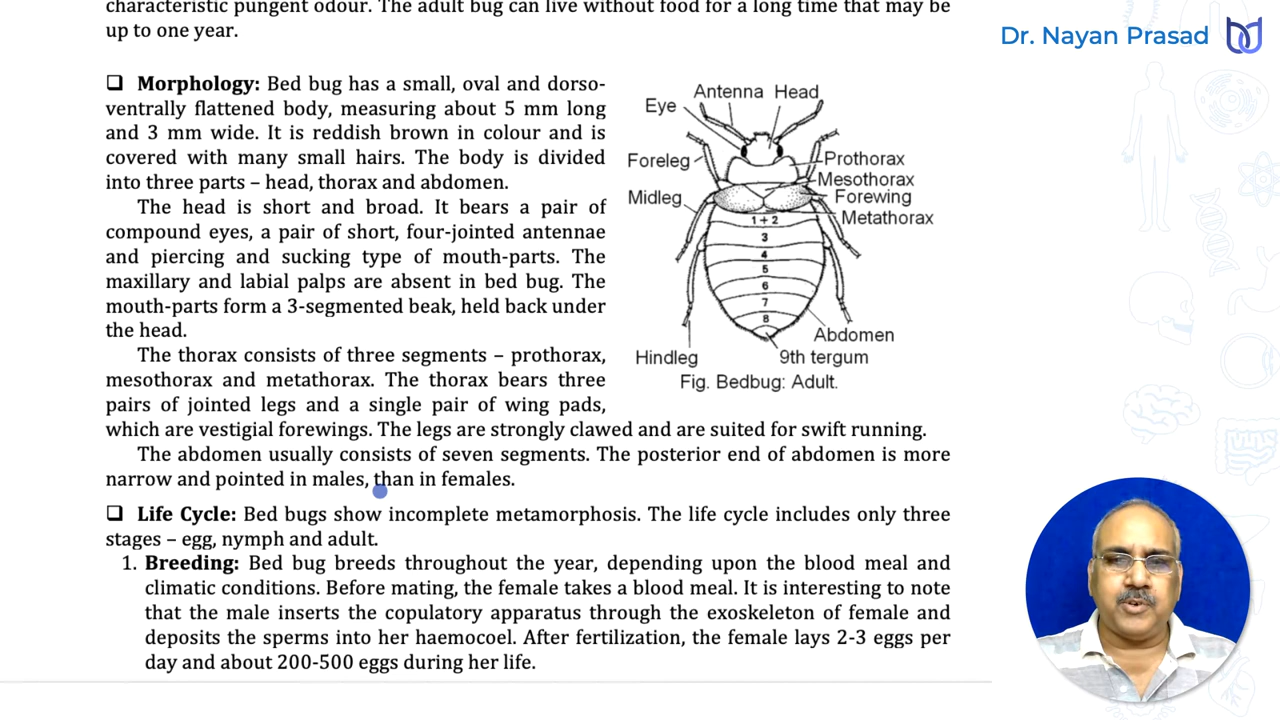 characteristic pungent odour. The adult bug can live without food for a long time that may be
up to one year.
Dr. Nayan Prasad
❑ Morphology: Bed bug has a small, oval and dorso-
ventrally flattened body, measuring about 5 mm long
and 3 mm wide. It is reddish brown in colour and is
covered with many small hairs. The body is divided
into three parts – head, thorax and abdomen.
The head is short and broad. It bears a pair of
compound eyes, a pair of short, four-jointed antennae
and piercing and sucking type of mouth-parts. The
maxillary and labial palps are absent in bed bug. The
mouth-parts form a 3-segmented beak, held back under
the head.
The thorax consists of three segments – prothorax,
mesothorax and metathorax. The thorax bears three
pairs of jointed legs and a single pair of wing pads,
which are vestigial forewings. The legs are strongly clawed and are suited for swift running.
The abdomen usually consists of seven segments. The posterior end of abdomen is more
narrow and pointed in males, than in females.
Antenna Head
Eye
Foreleg
Prothorax
Mesothorax
Midleg
Forewing
Metathorax
1+2
3
4
5
6
7
8
Abdomen
Hindleg
9th tergum
Fig. Bedbug: Adult.
❑ Life Cycle: Bed bugs show incomplete metamorphosis. The life cycle includes only three
stages – egg, nymph and adult.
1. Breeding: Bed bug breeds throughout the year, depending upon the blood meal and
climatic conditions. Before mating, the female takes a blood meal. It is interesting to note
that the male inserts the copulatory apparatus through the exoskeleton of female and
deposits the sperms into her haemocoel. After fertilization, the female lays 2-3 eggs per
day and about 200-500 eggs during her life.